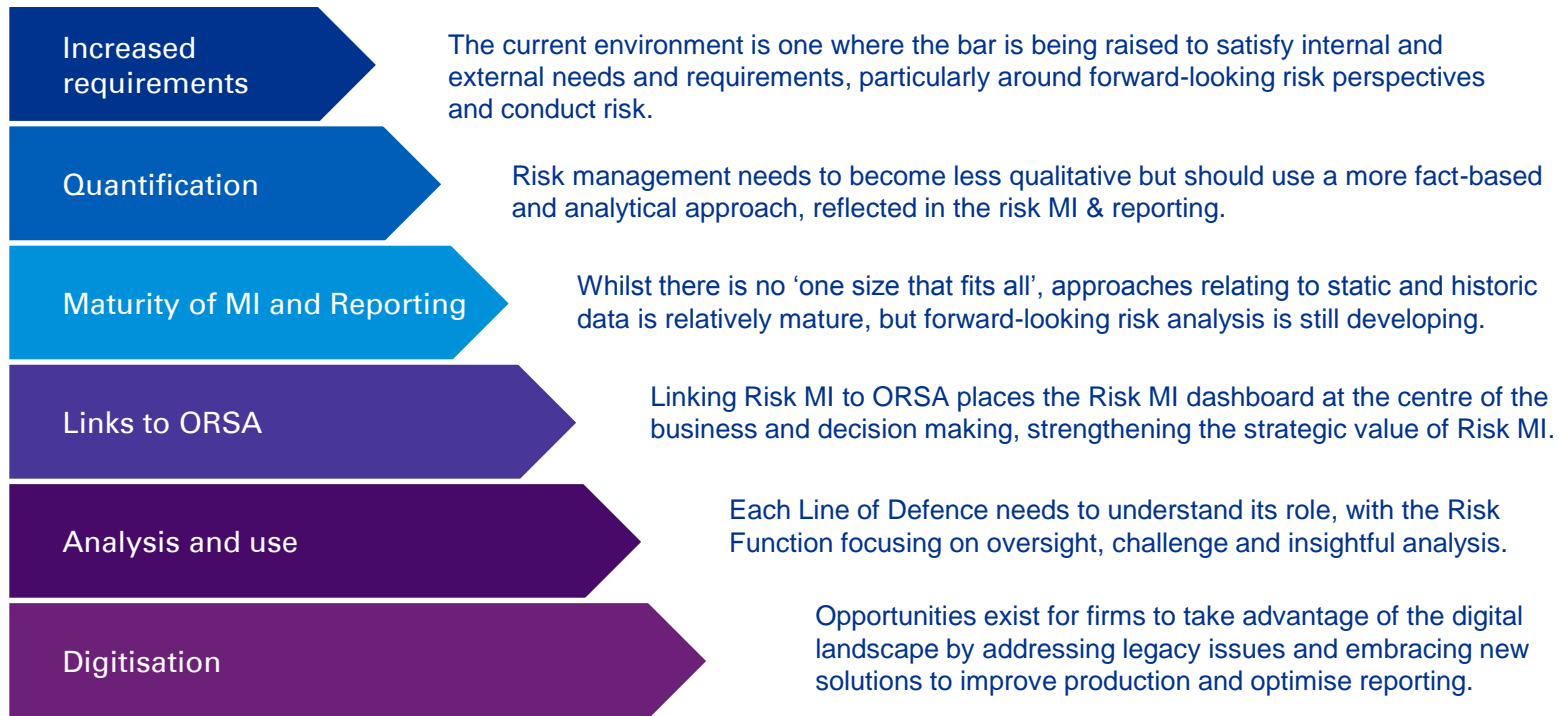 Increased
requirements
The current environment is one where the bar is being raised to satisfy internal and
external needs and requirements, particularly around forward-looking risk perspectives
and conduct risk.
Quantification
Risk management needs to become less qualitative but should use a more fact-based
and analytical approach, reflected in the risk MI & reporting.
Maturity of MI and Reporting
Whilst there is no ‘one size that fits all’, approaches relating to static and historic
data is relatively mature, but forward-looking risk analysis is still developing.
Links to ORSA
Linking Risk MI to ORSA places the Risk MI dashboard at the centre of the
business and decision making, strengthening the strategic value of Risk MI.
Analysis and use
Each Line of Defence needs to understand its role, with the Risk
Function focusing on oversight, challenge and insightful analysis.
Digitisation
Opportunities exist for firms to take advantage of the digital
landscape by addressing legacy issues and embracing new
solutions to improve production and optimise reporting.